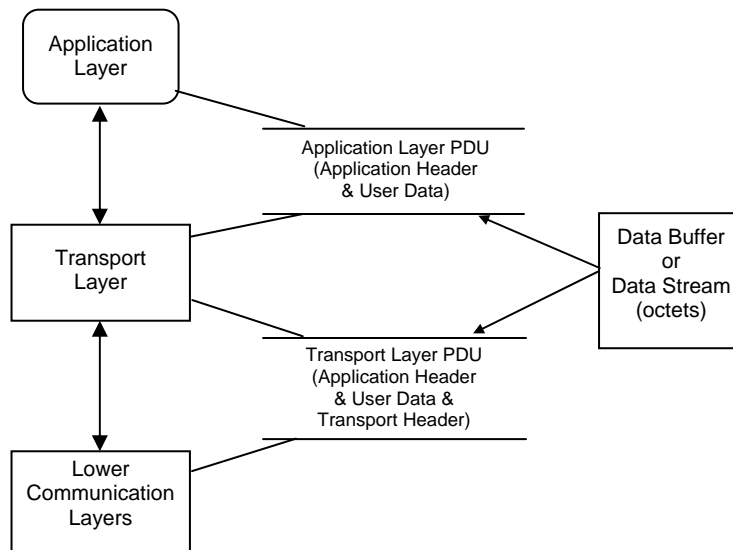 Application
Layer
Application Layer PDU
(Application Header
& User Data)
Transport
Layer
Data Buffer
or
Data Stream
(octets)
Transport Layer PDU
(Application Header
& User Data &
Transport Header)
Lower
Communication
Layers